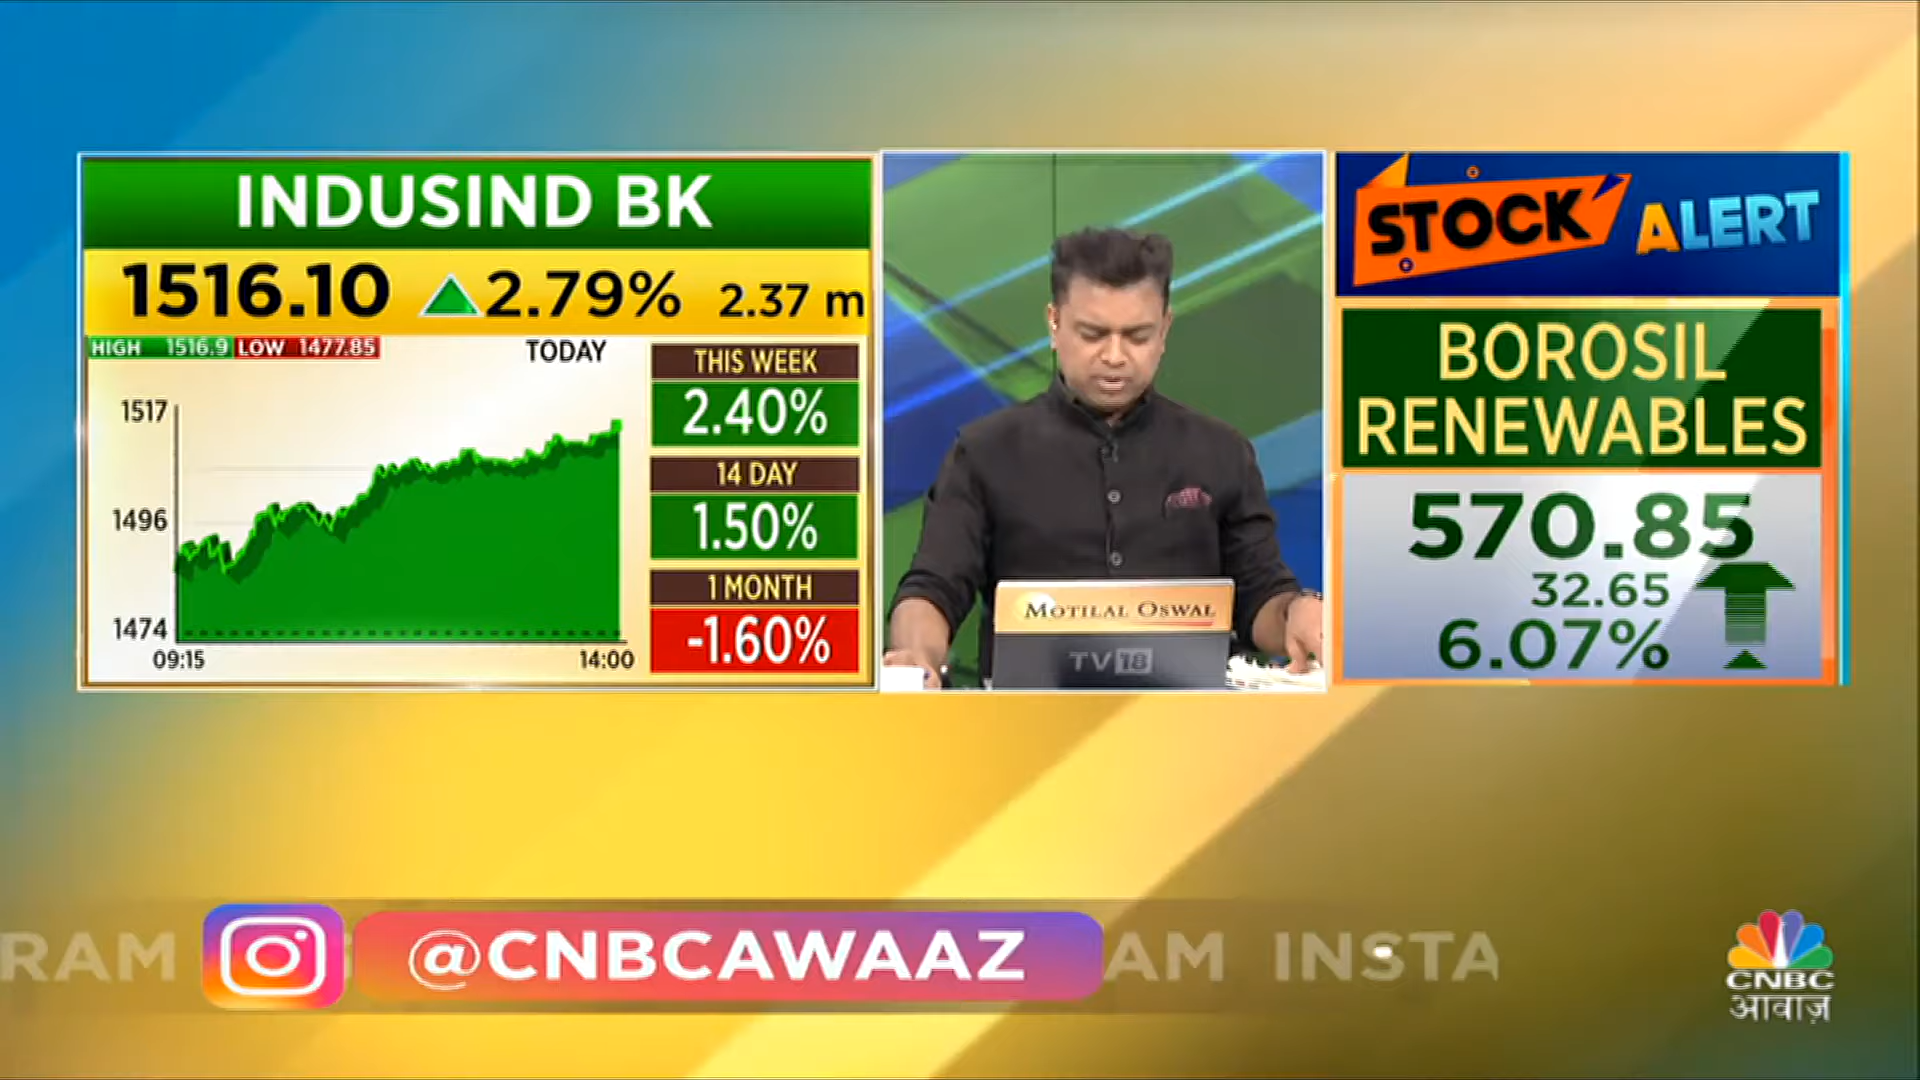 INDUSIND BK
1516.10 2.79% 2.37 m
HIGH 1516.9 LOW 1477.85
TODAY
1517
1496
1474
09:15 14:00
THIS WEEK
2.40%
14 DAY
1.50%
1 MONTH
-1.60%
MOTILAL OSWAL
TV18
STOCK ALERT
BOROSIL
RENEWABLES
570.85
32.65
6.07%
RAM @CNBCAWAAZ AM INSTA
CNBC
आवाज़